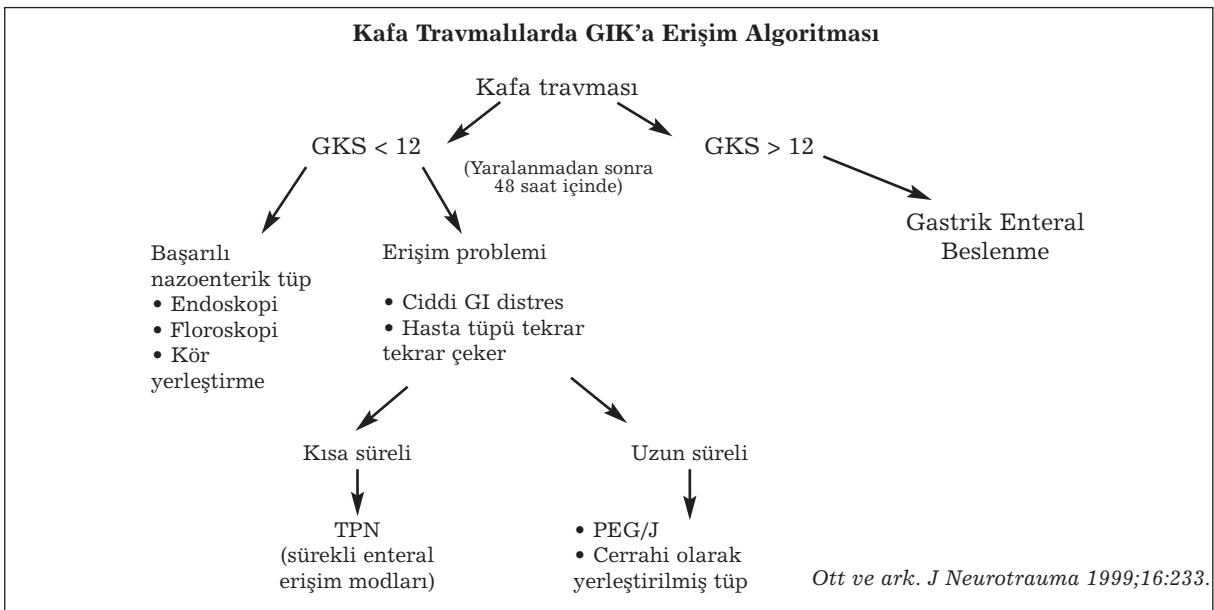 Kafa Travmalılarda GIK'a Erişim Algoritması
Kafa travması
GKS < 12
(Yaralanmadan sonra
48 saat içinde)
GKS > 12
Gastrik Enteral
Beslenme
Başarılı
nazoenterik tüp
• Endoskopi
• Floroskopi
• Kör
yerleştirme
Erişim problemi
• Ciddi GI distres
• Hasta tüpü tekrar
tekrar çeker
Kısa süreli
Uzun süreli
TPN
(sürekli enteral
erişim modları)
• PEG/J
• Cerrahi olarak
yerleştirilmiş tüp
Ott ve ark. J Neurotrauma 1999;16:233.